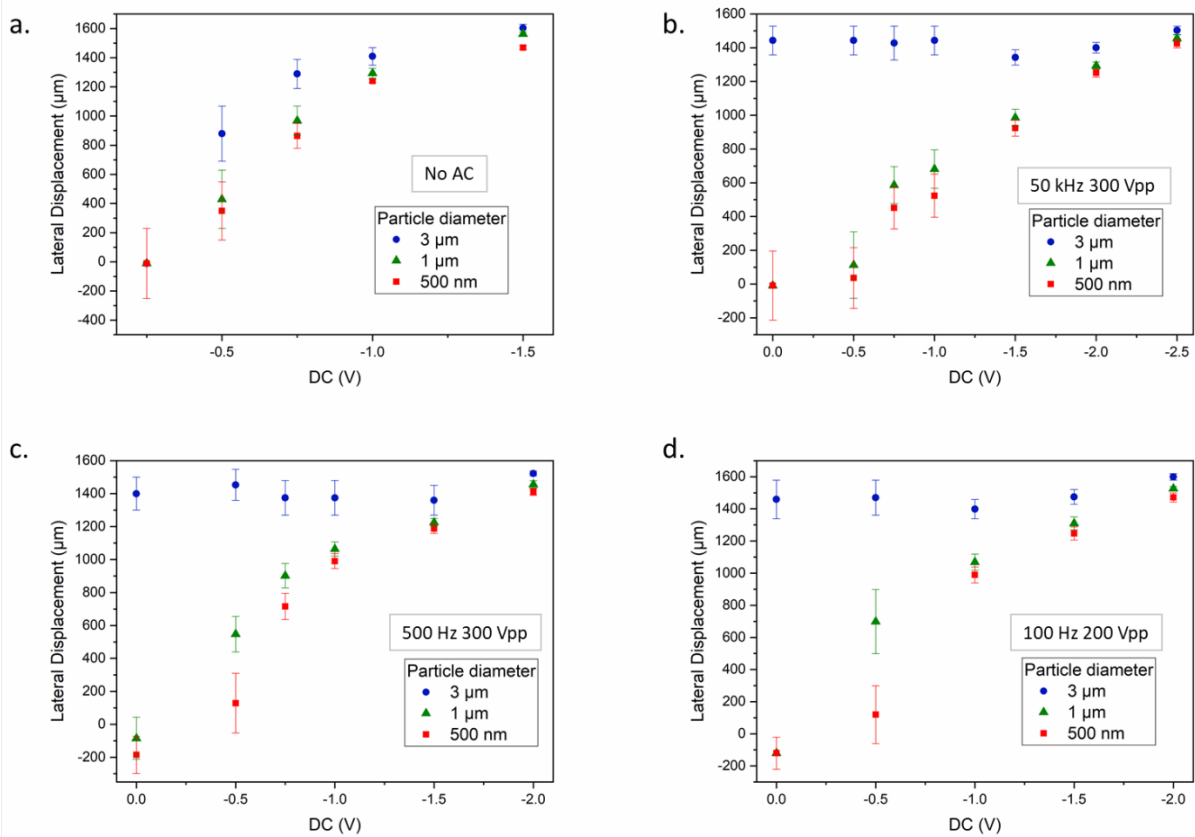 a.
1600
1400
1200
1000
800
600
400
200
0
-200
-400
Lateral Displacement (µm)
No AC
Particle diameter
3 µm
1 µm
500 nm
-0.5
-1.0
-1.5
DC (V)
b.
1600
1400
1200
1000
800
600
400
200
0
-200
Lateral Displacement (µm)
50 kHz 300 Vpp
Particle diameter
3 µm
1 µm
500 nm
0.0
-0.5
-1.0
-1.5
-2.0
-2.5
DC (V)
c.
1600
1400
1200
1000
800
600
400
200
0
-200
Lateral Displacement (µm)
500 Hz 300 Vpp
Particle diameter
3 µm
1 µm
500 nm
0.0
-0.5
-1.0
-1.5
-2.0
DC (V)
d.
1600
1400
1200
1000
800
600
400
200
0
-200
Lateral Displacement (µm)
100 Hz 200 Vpp
Particle diameter
3 µm
1 µm
500 nm
0.0
-0.5
-1.0
-1.5
-2.0
DC (V)